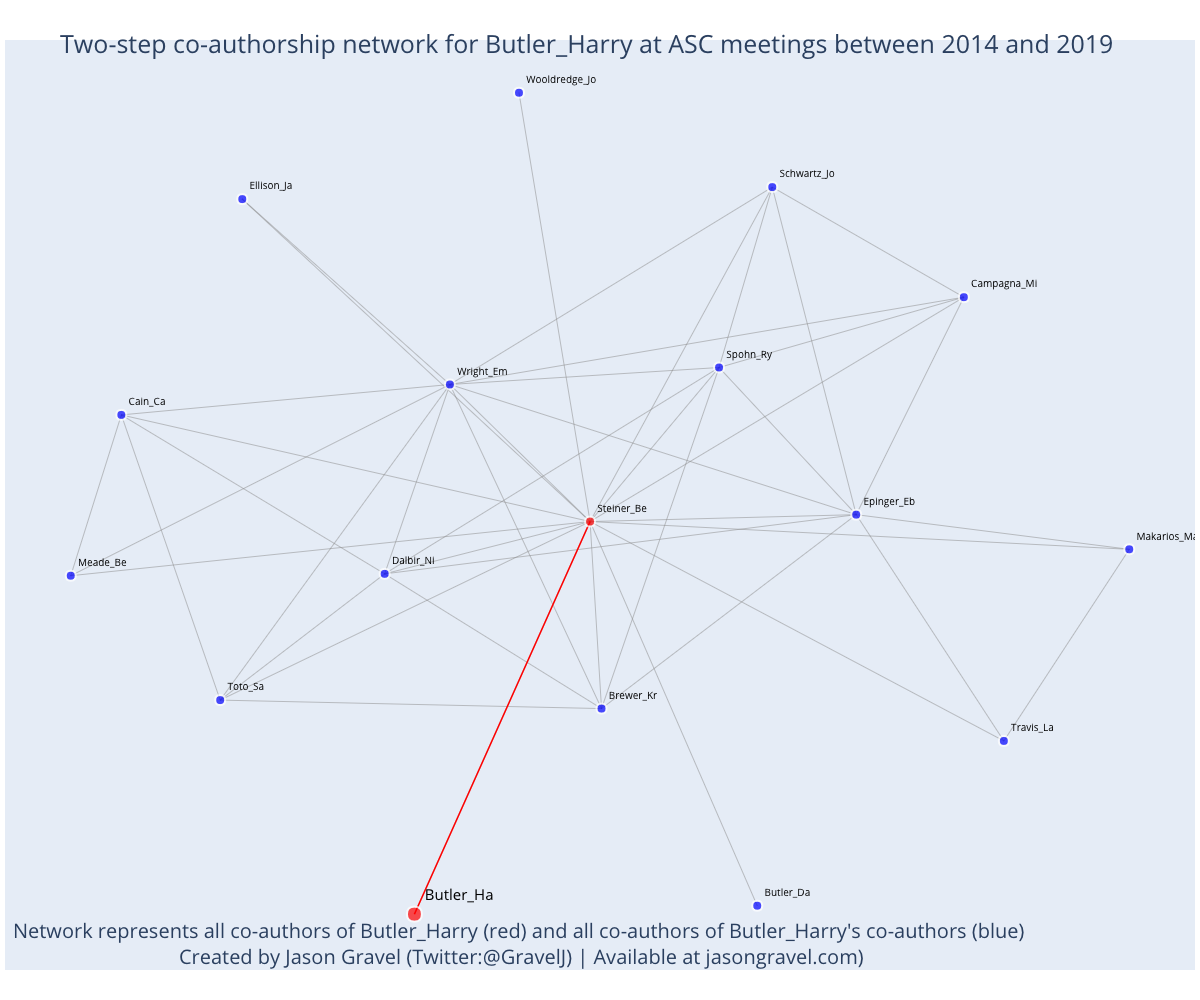 Two-step co-authorship network for Butler_Harry at ASC meetings between 2014 and 2019
Wooldredge_Jo
Schwartz_Jo
Ellison_Ja
Campagna_Mi
Spohn_Ry
Wright_Em
Cain_Ca
Epinger_Eb
Steiner_Be
Makarios_Ma
Dalbir_Ni
Meade_Be
Toto_Sa
Brewer_Kr
Travis_La
Butler_Da
Butler_Ha
Network represents all co-authors of Butler_Harry (red) and all co-authors of Butler_Harry's co-authors (blue)
Created by Jason Gravel (Twitter:@GravelJ) | Available at jasongravel.com)